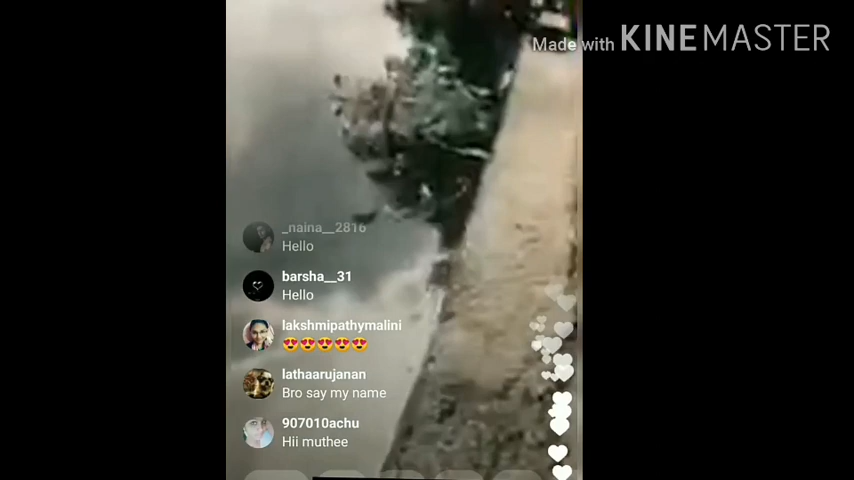 Made with KINEMASTER
_naina__2816
Hello
barsha__31
Hello
lakshmipathymalini
😍😍😍😍😍
lathaarujanan
Bro say my name
907010achu
Hii muthee